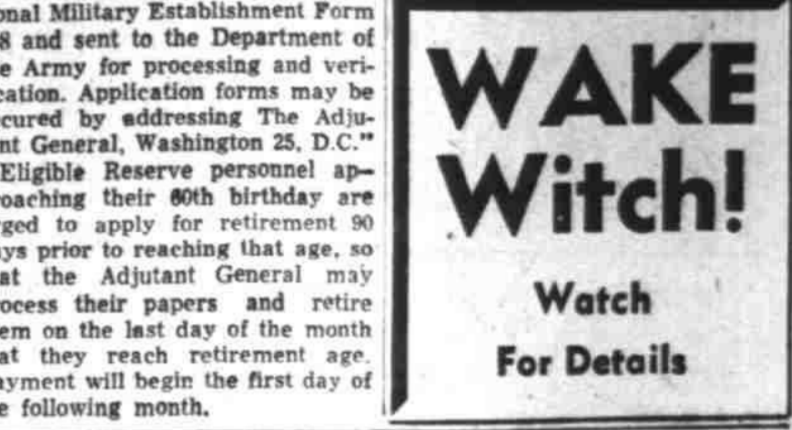 onal Military Establishment Form
8 and sent to the Department of
e Army for processing and veri-
cation. Application forms may be
cured by addressing The Adju-
nt General, Washington 25, D.C."
Eligible Reserve personnel ap-
roaching their 60th birthday are
rged to apply for retirement 90
ys prior to reaching that age, so
at the Adjutant General may
rocess their papers and retire
em on the last day of the month
at they reach retirement age.
ayment will begin the first day of
e following month.
WAKE
Witch!
Watch
For Details